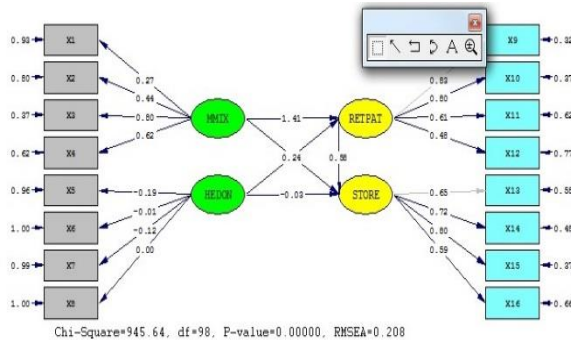 0.93 X1
0.80 X2
0.37 X3
0.62 X4
0.96 X5
1.00 X6
0.99 X7
1.00 X8
0.27
0.44
0.80
0.62
-0.19
-0.01
-0.12
0.00
MMIX
HEDON
1.41
0.24
0.58
-0.03
RETPAT
STORE
A
0.83
0.80
0.61
0.48
0.65
0.72
0.80
0.59
X9 0.32
X10 0.37
X11 0.62
X12 0.77
X13 0.58
X14 0.48
X15 0.37
X16 0.66
Chi-Square=945.64, df=98, P-value=0.00000, RMSEA=0.208